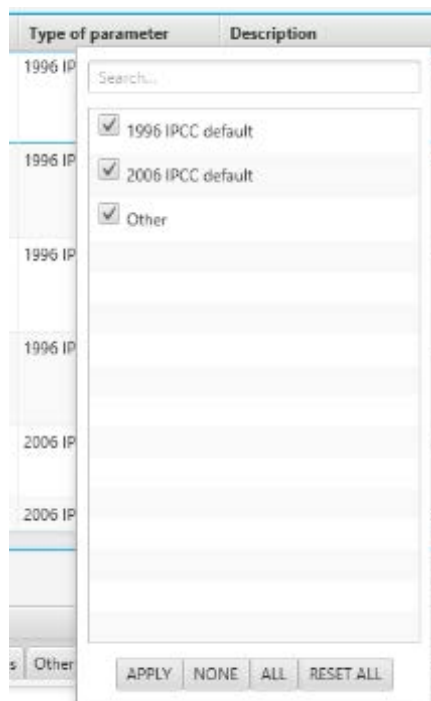 Type of parameter Description
1996 IP
Search...
1996 IPCC default
1996 IP
2006 IPCC default
Other
1996 IP
1996 IP
2006 IP
2006 IP
s Other
APPLY NONE ALL RESET ALL